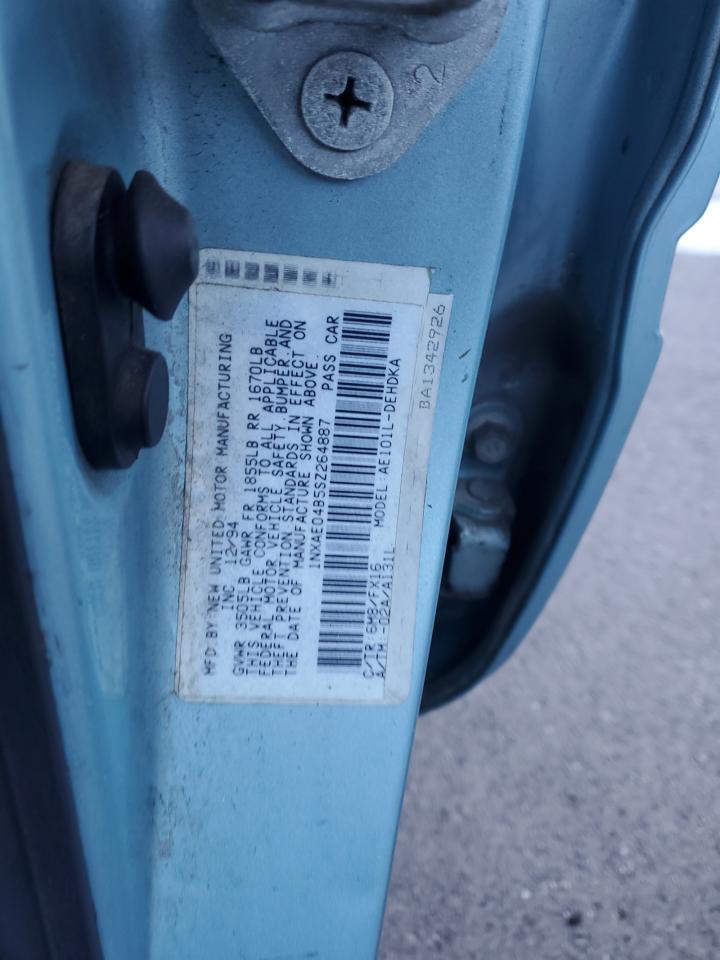 2
MFD BY NEW UNITED MOTOR MANUFACTURING
INC 12/94
GVWR 3505LB GAWR FR 1855LB RR 1670LB
THIS VEHICLE CONFORMS TO ALL APPLICABLE
FEDERAL MOTOR VEHICLE SAFETY, BUMPER, AND
THEFT PREVENTION STANDARDS IN EFFECT ON
THE DATE OF MANUFACTURE SHOWN ABOVE.
1NXAE04B5SZ264887 PASS CAR
C/TR:6M8/FX16 MODEL:AE101L-DEHDKA
A/TM:-02A/A131L
BA1342926